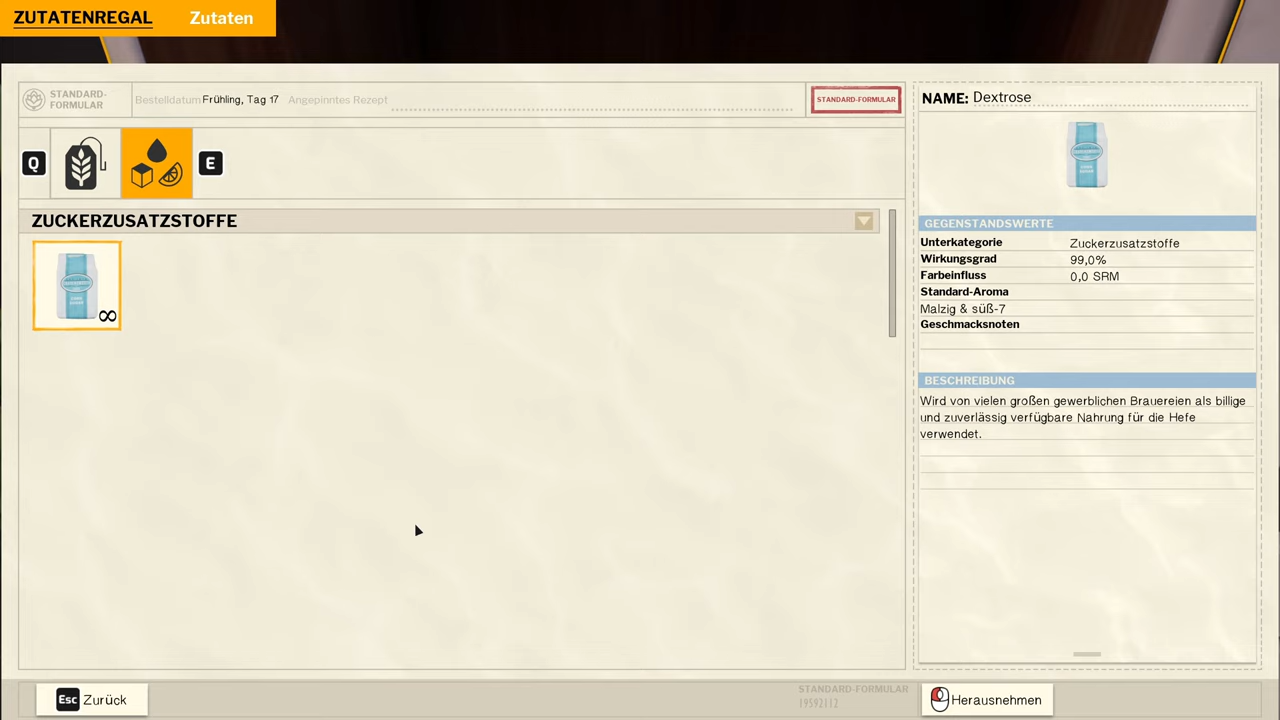 ZUTATENREGAL Zutaten
STANDARD-
FORMULAR
Bestelldatum Frühling, Tag 17 Angepinntes Rezept
STANDARD-FORMULAR
Q
E
ZUCKERZUSATZSTOFFE
∞
NAME: Dextrose
GEGENSTANDSWERTE
Unterkategorie Zuckerzusatzstoffe
Wirkungsgrad 99,0%
Farbeinfluss 0,0 SRM
Standard-Aroma
Malzig & süß-7
Geschmacksnoten
BESCHREIBUNG
Wird von vielen großen gewerblichen Brauereien als billige
und zuverlässig verfügbare Nahrung für die Hefe
verwendet.
Esc Zurück
STANDARD-FORMULAR
19592112
Herausnehmen